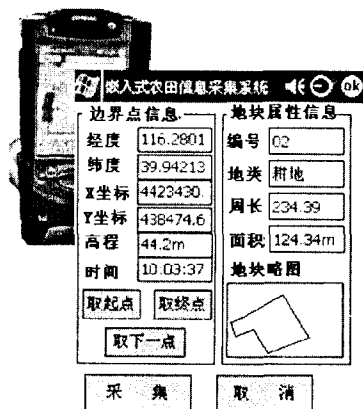 嵌入式农田信息采集系统 ok
边界点信息
经度 116.2801
纬度 39.94213
X坐标 4423430.
Y坐标 438474.6
高程 44.2m
时间 10:03:37
取起点 取终点
取下一点
地块属性信息
编号 02
地类 耕地
周长 234.39
面积 124.34m
地块略图
采 集 取 消